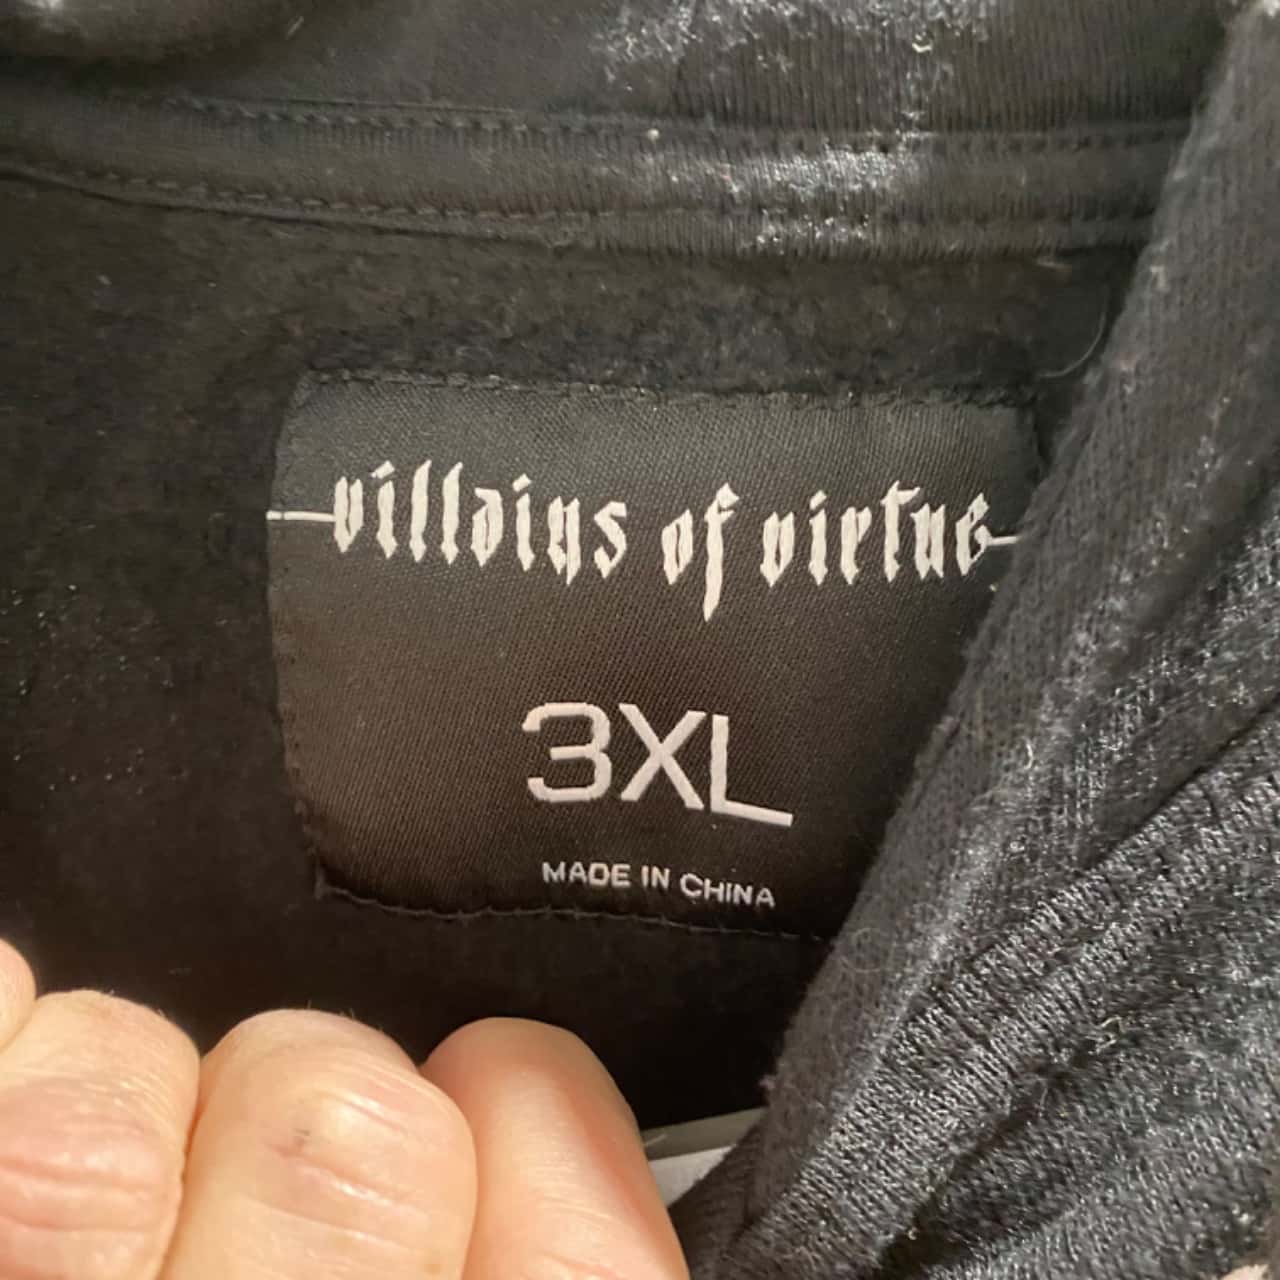 villains of virtue
3XL
MADE IN CHINA